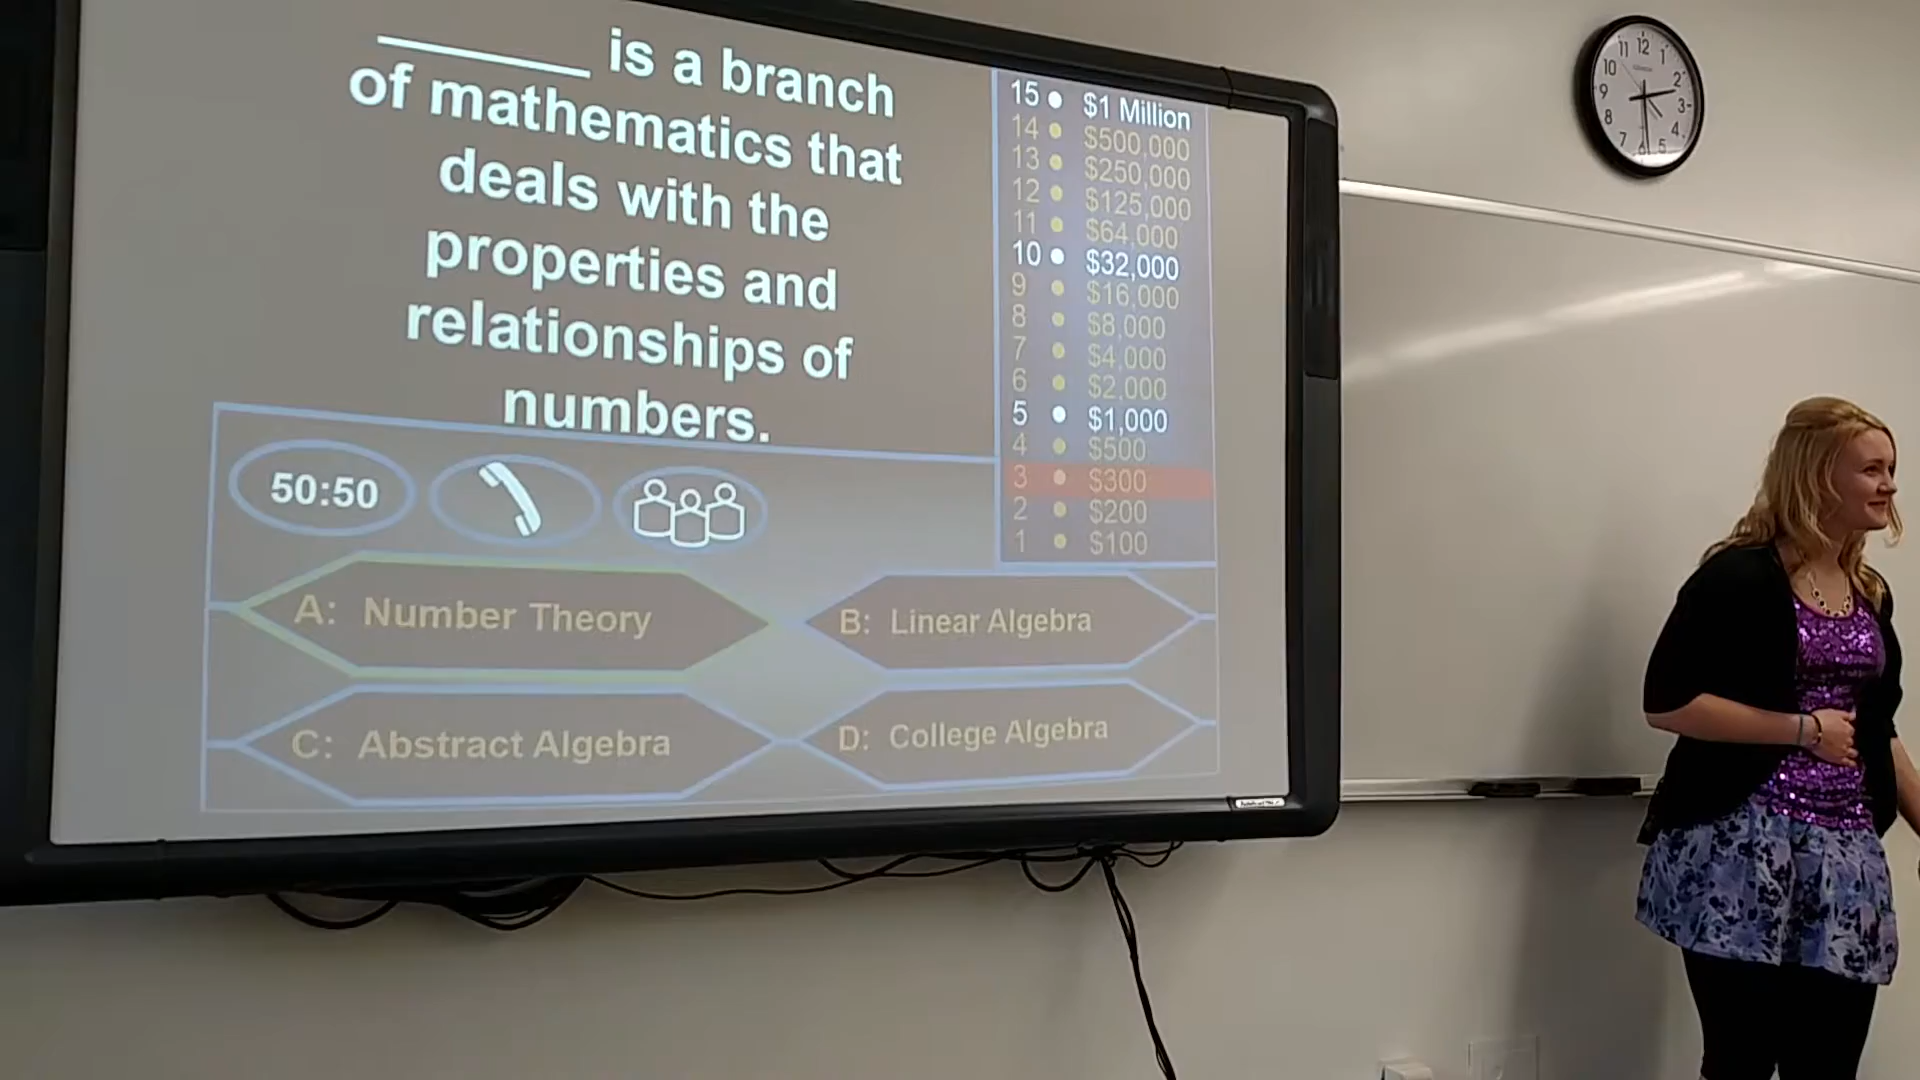 _____ is a branch
of mathematics that
deals with the
properties and
relationships of
numbers.
15 • $1 Million
14 • $500,000
13 • $250,000
12 • $125,000
11 • $64,000
10 • $32,000
9 • $16,000
8 • $8,000
7 • $4,000
6 • $2,000
5 • $1,000
4 • $500
3 • $300
2 • $200
1 • $100
50:50
A: Number Theory
B: Linear Algebra
C: Abstract Algebra
D: College Algebra
12
1
2
3
4
5
6
7
8
9
10
11